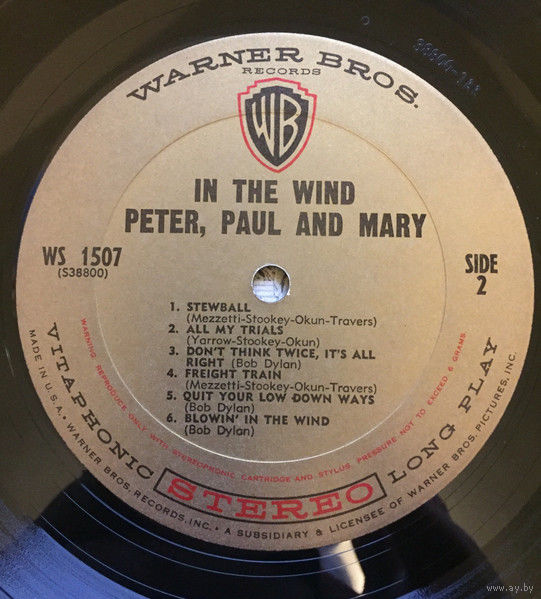 WARNER BROS.
RECORDS
WB
IN THE WIND
PETER, PAUL AND MARY
WS 1507
(S38800)
SIDE
2
1. STEWBALL
(Mezzetti-Stookey-Okun-Travers)
2. ALL MY TRIALS
(Yarrow-Stookey-Okun)
3. DON'T THINK TWICE, IT'S ALL
RIGHT (Bob Dylan)
4. FREIGHT TRAIN
(Mezzetti-Stookey-Okun-Travers)
5. QUIT YOUR LOW DOWN WAYS
(Bob Dylan)
6. BLOWIN' IN THE WIND
(Bob Dylan)
WARNING: REPRODUCE ONLY WITH STEREOPHONIC CARTRIDGE AND STYLUS. PRESSURE NOT TO EXCEED 6 GRAMS
VITAPHONIC STEREO LONG PLAY
MADE IN U.S.A. • WARNER BROS. RECORDS, INC. • A SUBSIDIARY & LICENSEE OF WARNER BROS. PICTURES, INC.
www.ay.by